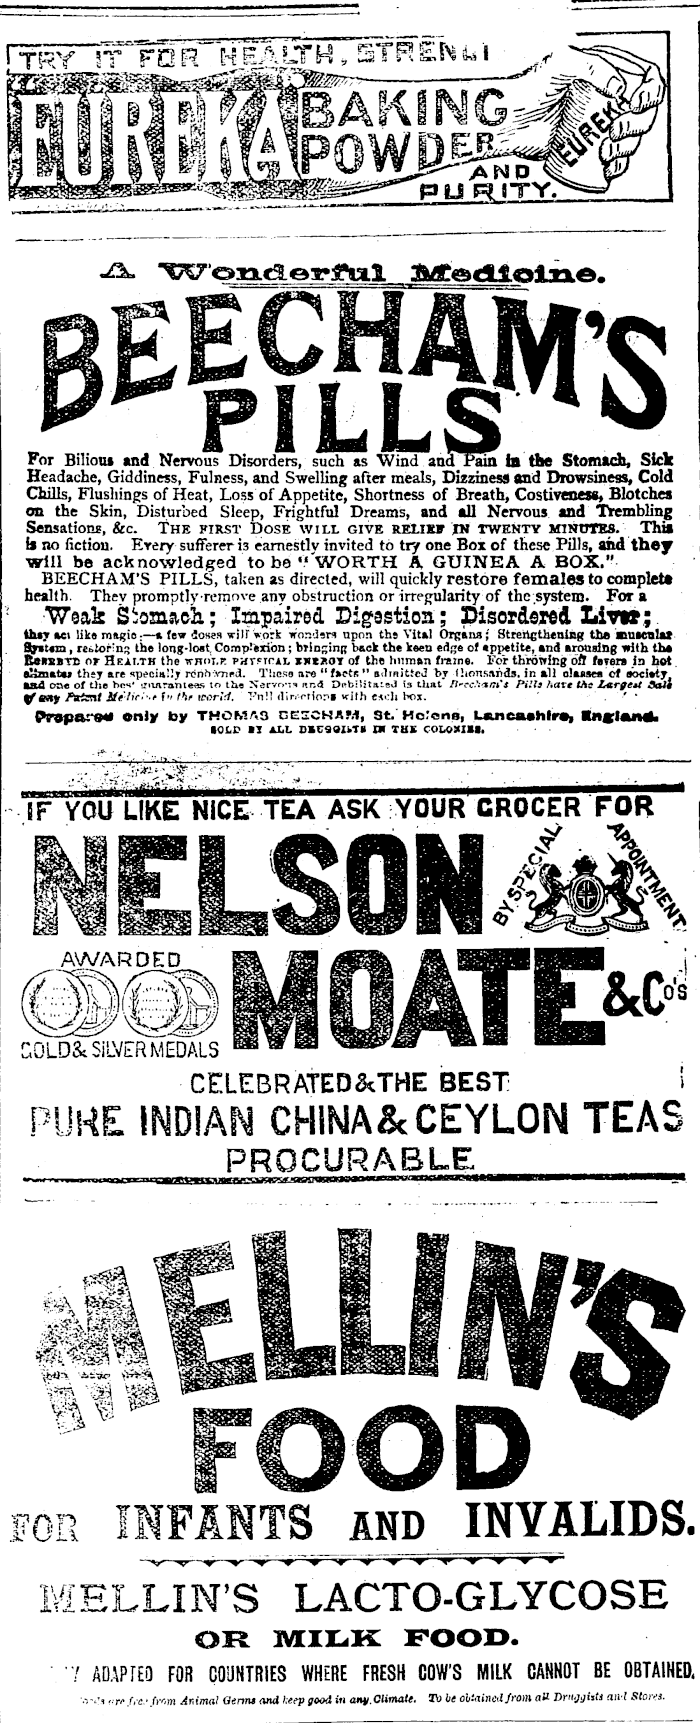 TRY IT FOR HEALTH, STRENGT
EUREKA BAKING
POWDER
EUREKA
AND
PURITY.
A Wonderful Medicine.
BEECHAM'S
PILLS
For Bilious and Nervous Disorders, such as Wind and Pain in the Stomach, Sick
Headache, Giddiness, Fulness, and Swelling after meals, Dizziness and Drowsiness, Cold
Chills, Flushings of Heat, Loss of Appetite, Shortness of Breath, Costiveness, Blotches
on the Skin, Disturbed Sleep, Frightful Dreams, and all Nervous and Trembling
Sensations, &c. THE FIRST DOSE WILL GIVE RELIEF IN TWENTY MINUTES. This
is no fiction. Every sufferer is earnestly invited to try one Box of these Pills, and they
will be acknowledged to be "WORTH A GUINEA A BOX."
BEECHAM'S PILLS, taken as directed, will quickly restore females to complete
health. They promptly remove any obstruction or irregularity of the system. For a
Weak Stomach; Impaired Digestion; Disordered Liver;
they act like magic:—a few doses will work wonders upon the Vital Organs; Strengthening the muscular
System, restoring the long-lost Complexion; bringing back the keen edge of appetite, and arousing with the
ROSEBUD OF HEALTH the WHOLE PHYSICAL ENERGY of the human frame. For throwing off fevers in hot
climates they are specially renowned. These are "facts" admitted by thousands, in all classes of society,
and one of the best guarantees to the Nervous and Debilitated is that Beecham's Pills have the Largest Sale
of any Patent Medicine in the world. Full directions with each box.
Prepared only by THOMAS BEECHAM, St. Helens, Lancashire, England.
SOLD BY ALL DRUGGISTS IN THE COLONIES.
IF YOU LIKE NICE TEA ASK YOUR GROCER FOR
NELSON
BY SPECIAL APPOINTMENT
AWARDED
MOATE & Co's
GOLD & SILVER MEDALS
CELEBRATED & THE BEST
PURE INDIAN CHINA & CEYLON TEAS
PROCURABLE
MELLIN'S
FOOD
FOR INFANTS AND INVALIDS.
MELLIN'S LACTO-GLYCOSE
OR MILK FOOD.
ADAPTED FOR COUNTRIES WHERE FRESH COW'S MILK CANNOT BE OBTAINED.
are free from Animal Germs and keep good in any Climate. To be obtained from all Druggists and Stores.